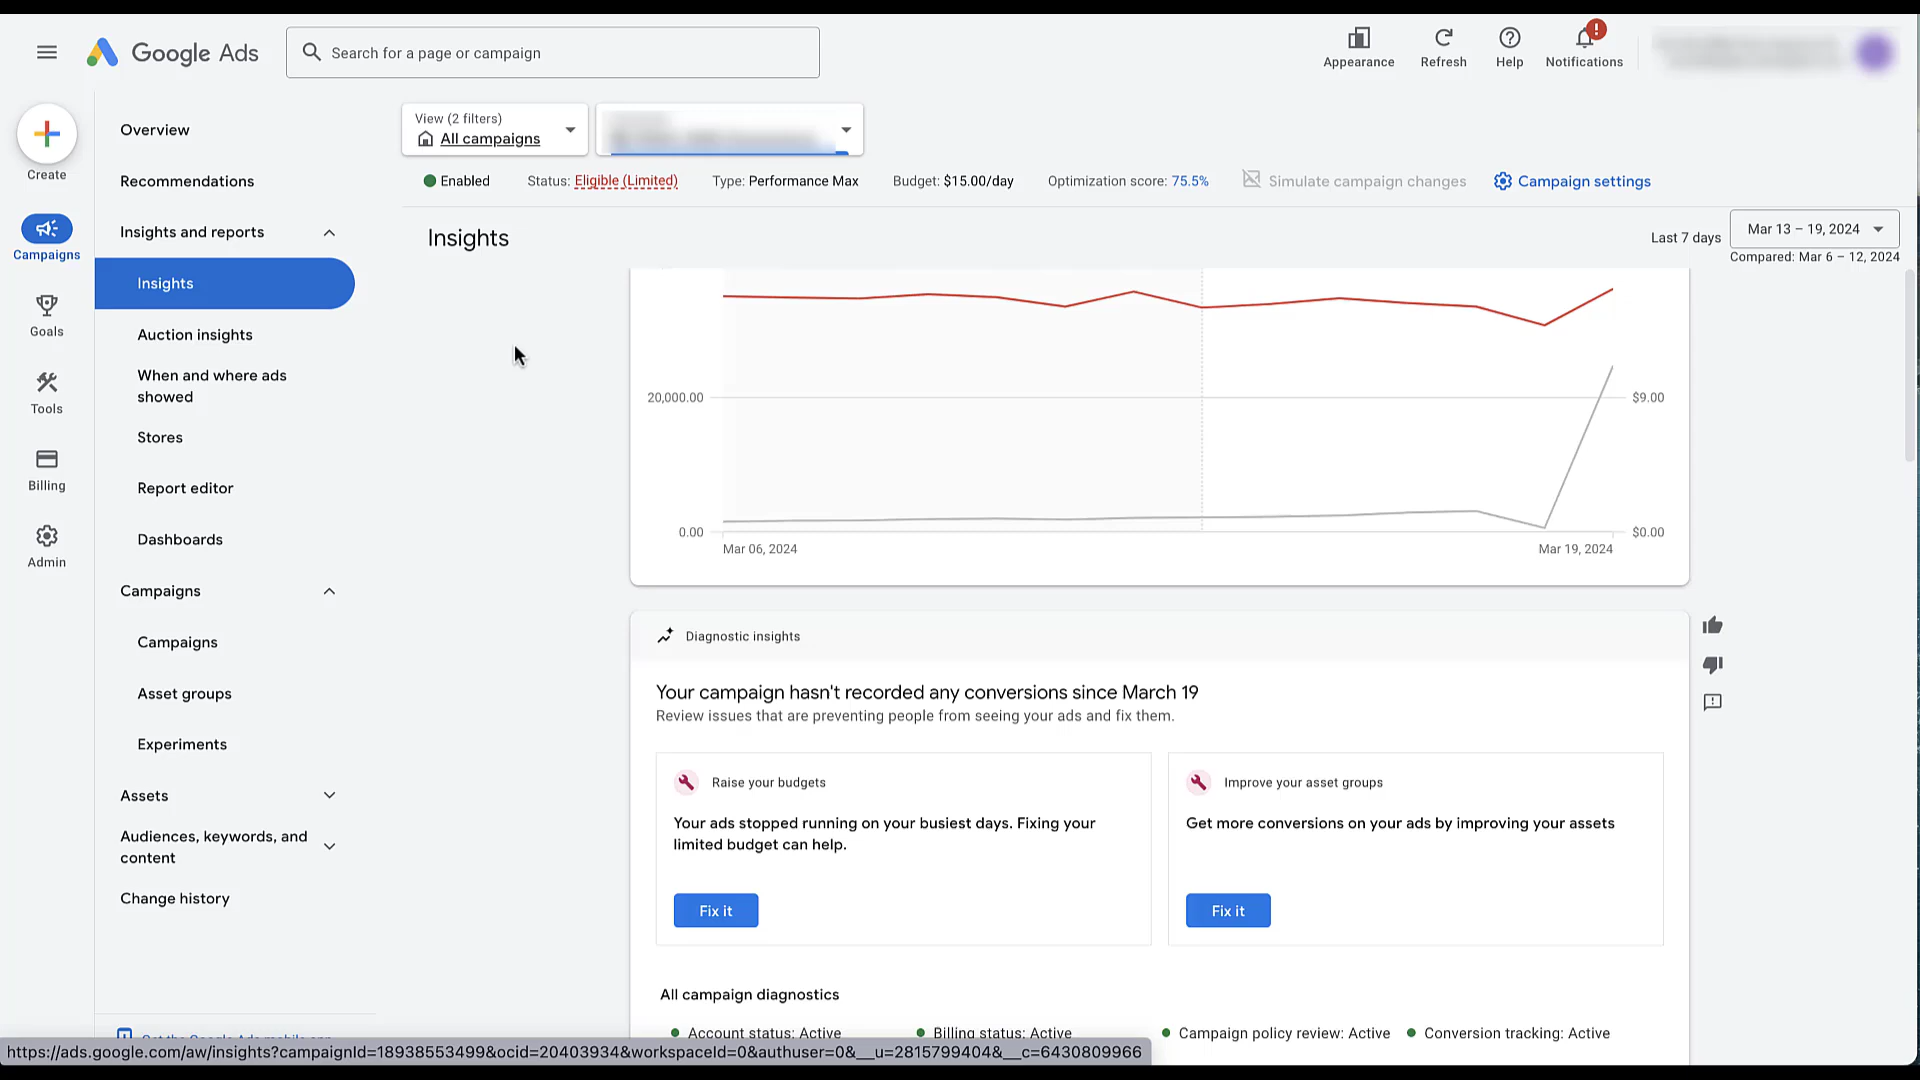 Google Ads
Search for a page or campaign
Appearance
Refresh
Help
!
Notifications
Create
Campaigns
Goals
Tools
Billing
Admin
Overview
Recommendations
Insights and reports
Insights
Auction insights
When and where ads
showed
Stores
Report editor
Dashboards
Campaigns
Campaigns
Asset groups
Experiments
Assets
Audiences, keywords, and
content
Change history
View (2 filters)
All campaigns
Enabled
Status: Eligible (Limited)
Type: Performance Max
Budget: $15.00/day
Optimization score: 75.5%
Simulate campaign changes
Campaign settings
Insights
Last 7 days
Mar 13 – 19, 2024
Compared: Mar 6 – 12, 2024
20,000.00
$9.00
0.00
$0.00
Mar 06, 2024
Mar 19, 2024
Diagnostic insights
Your campaign hasn't recorded any conversions since March 19
Review issues that are preventing people from seeing your ads and fix them.
Raise your budgets
Your ads stopped running on your busiest days. Fixing your
limited budget can help.
Fix it
Improve your asset groups
Get more conversions on your ads by improving your assets
Fix it
All campaign diagnostics
Account status: Active
Billing status: Active
Campaign policy review: Active
Conversion tracking: Active
Get the Google Ads mobile app
https://ads.google.com/aw/insights?campaignId=18938553499&ocid=20403934&workspaceId=0&authuser=0&__u=2815799404&__c=6430809966